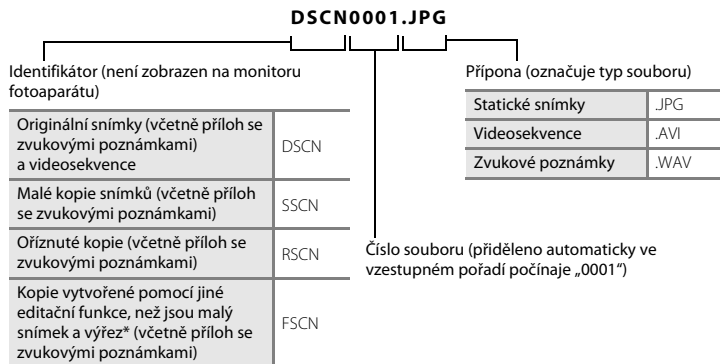 DSCN0001.JPG
Identifikátor (není zobrazen na monitoru
fotoaparátu)
Originální snímky (včetně příloh se
zvukovými poznámkami)
a videosekvence
DSCN
Malé kopie snímků (včetně příloh
se zvukovými poznámkami)
SSCN
Oříznuté kopie (včetně příloh se
zvukovými poznámkami)
RSCN
Kopie vytvořené pomocí jiné
editační funkce, než jsou malý
snímek a výřez* (včetně příloh se
zvukovými poznámkami)
FSCN
Číslo souboru (přiděleno automaticky ve
vzestupném pořadí počínaje „0001“)
Přípona (označuje typ souboru)
Statické snímky .JPG
Videosekvence .AVI
Zvukové poznámky .WAV